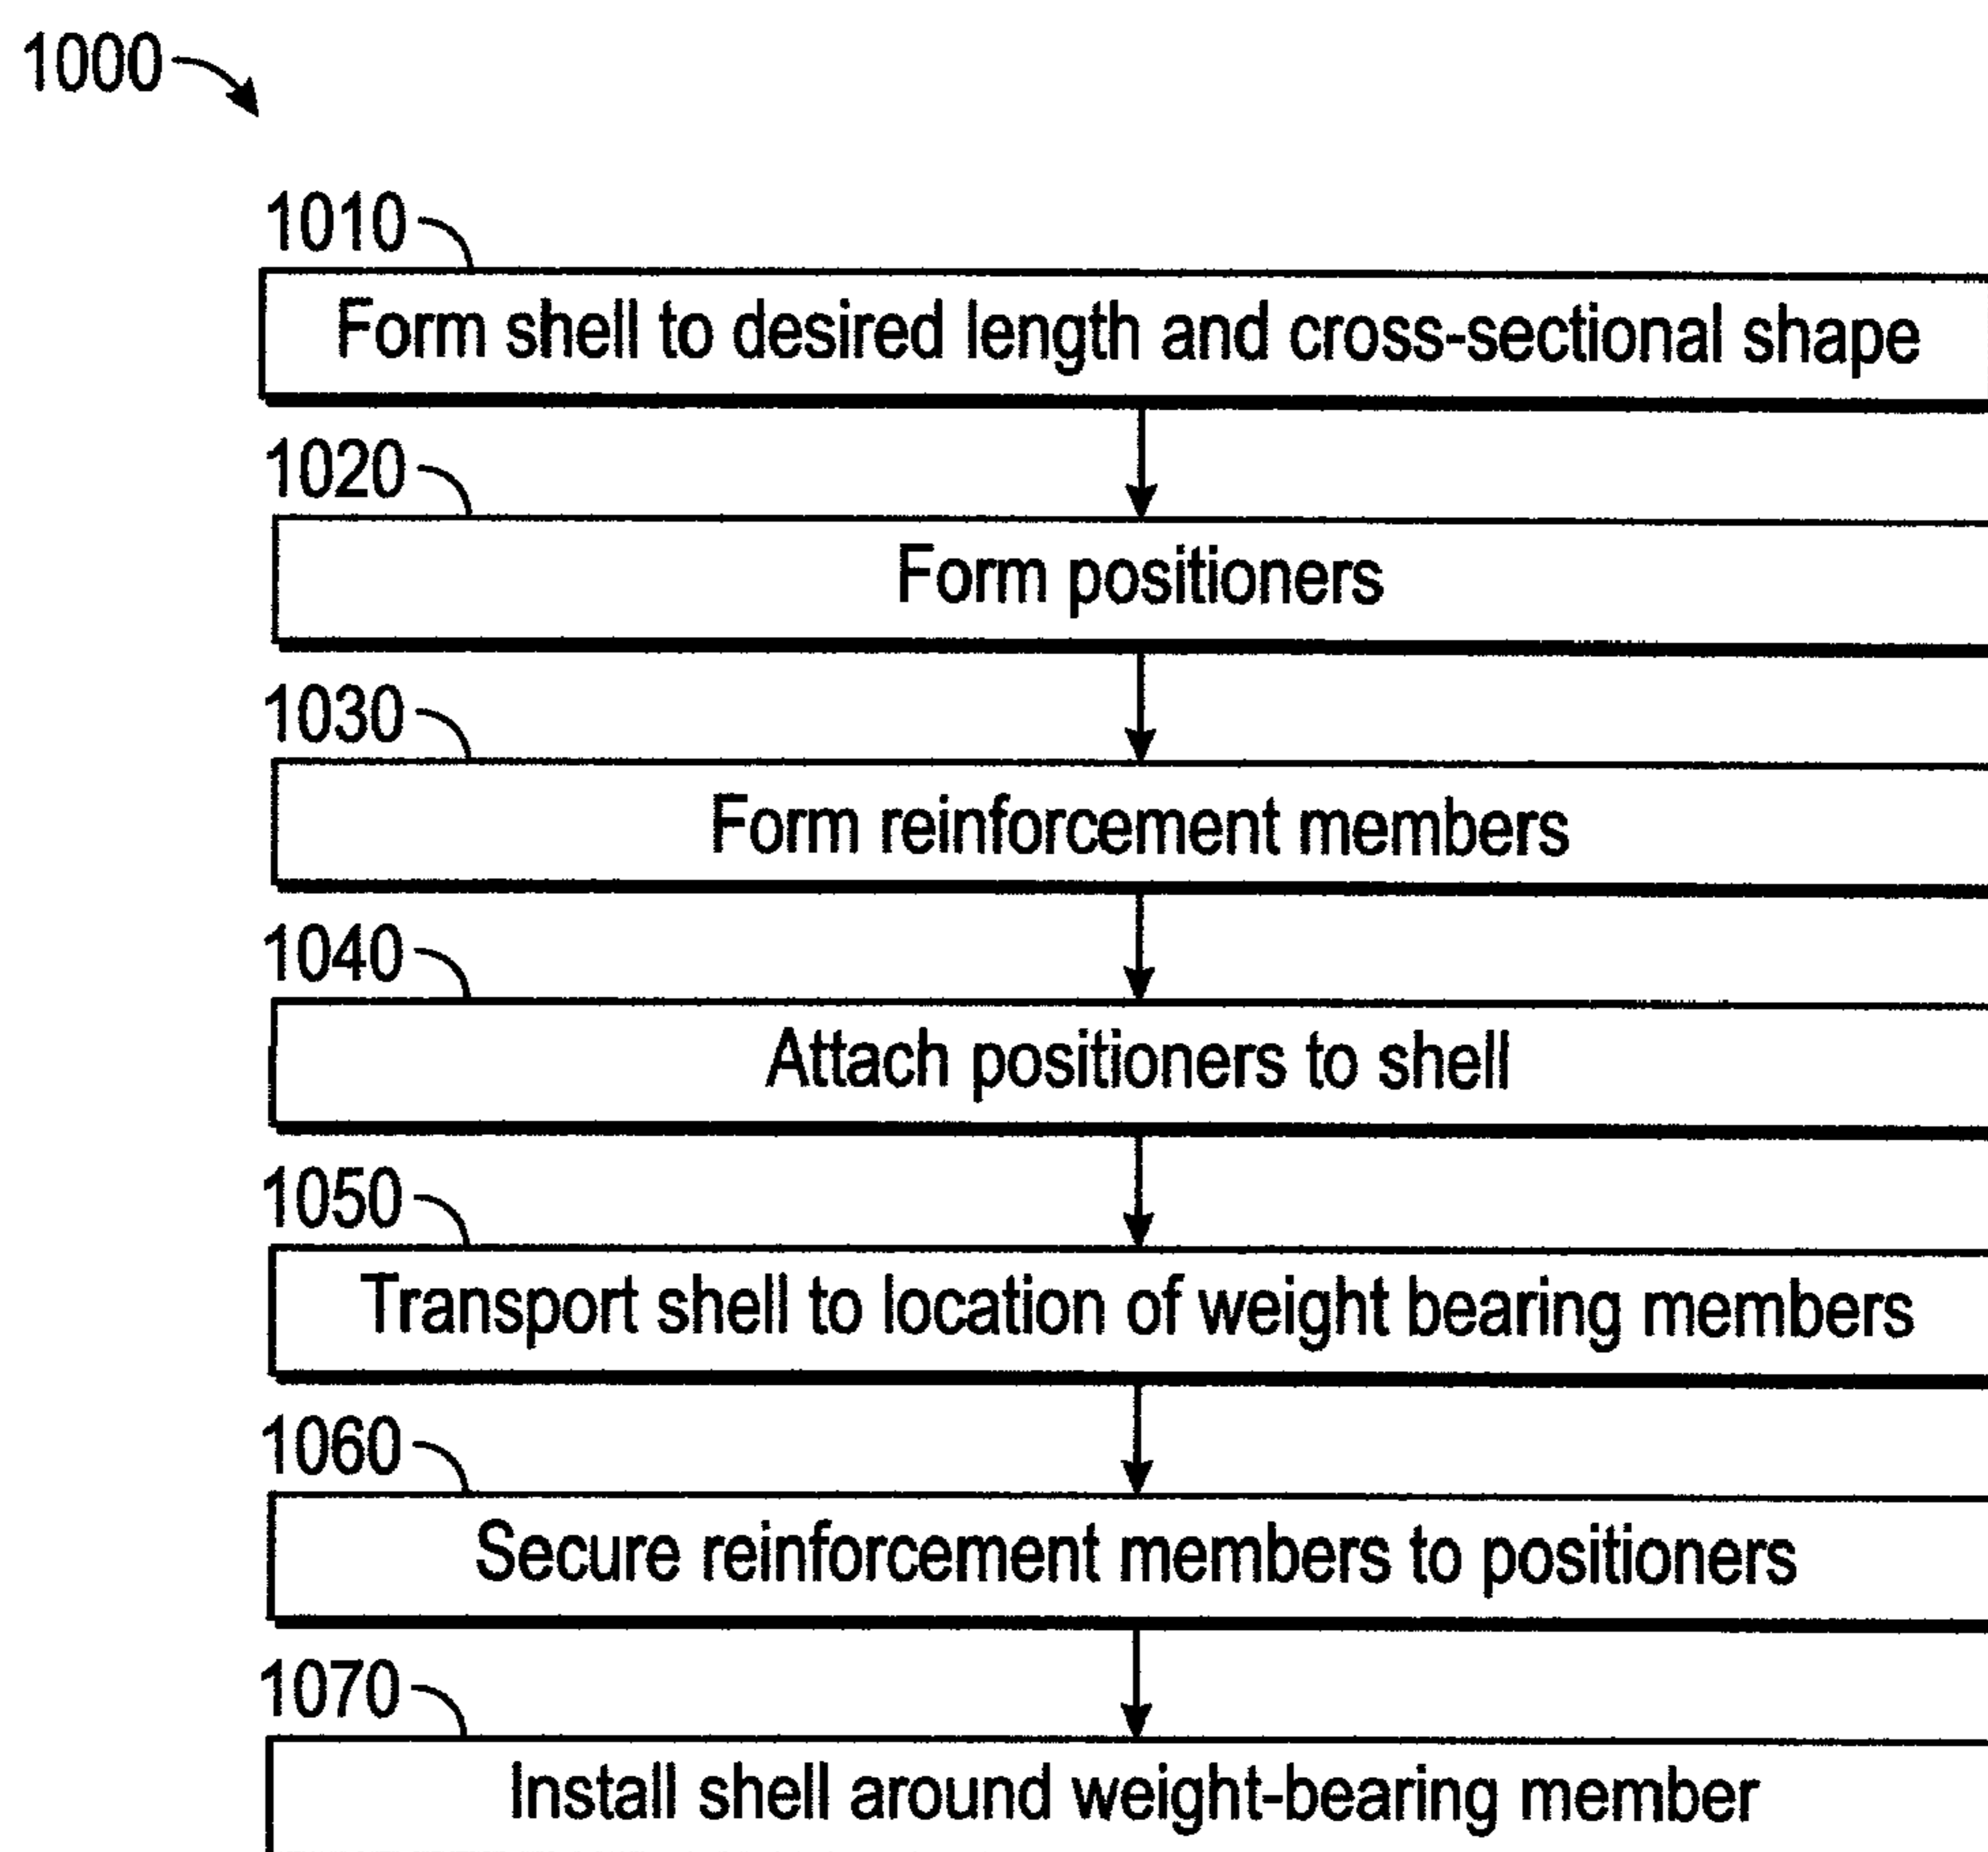 1000
1010
Form shell to desired length and cross-sectional shape
1020
Form positioners
1030
Form reinforcement members
1040
Attach positioners to shell
1050
Transport shell to location of weight bearing members
1060
Secure reinforcement members to positioners
1070
Install shell around weight-bearing member